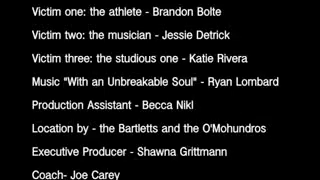 Victim one: the athlete - Brandon Bolte
Victim two: the musician - Jessie Detrick
Victim three: the studious one - Katie Rivera
Music "With an Unbreakable Soul" - Ryan Lombard
Production Assistant - Becca Nikl
Location by - the Bartletts and the O'Mohundros
Executive Producer - Shawna Grittmann
Coach- Joe Carey